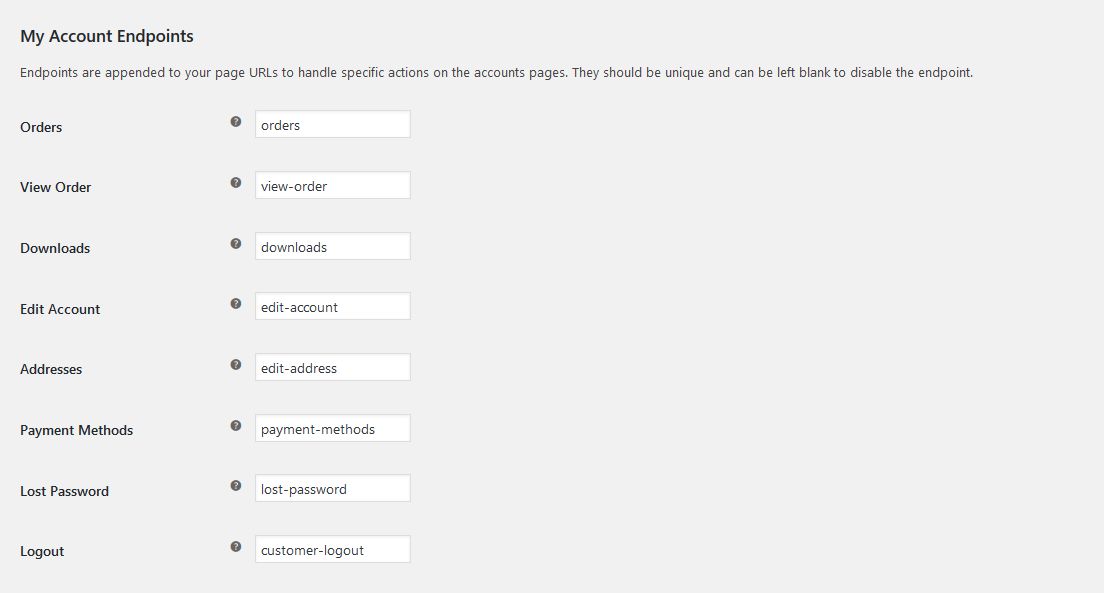 My Account Endpoints
Endpoints are appended to your page URLs to handle specific actions on the accounts pages. They should be unique and can be left blank to disable the endpoint.
Orders ? orders
View Order ? view-order
Downloads ? downloads
Edit Account ? edit-account
Addresses ? edit-address
Payment Methods ? payment-methods
Lost Password ? lost-password
Logout ? customer-logout